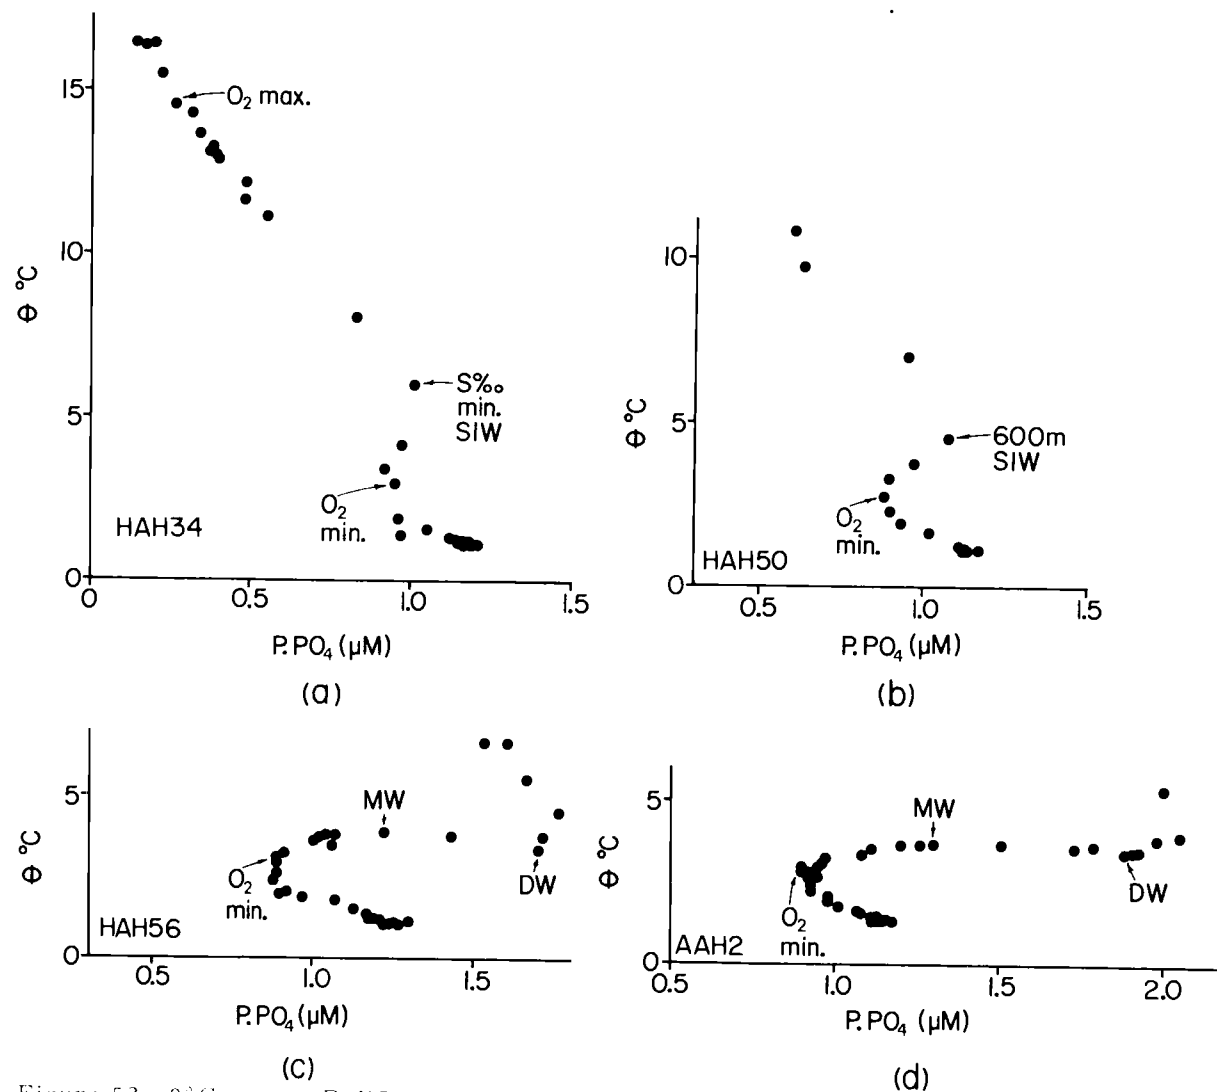 15
10
5
0
θ °C
O₂ max.
S‰
min.
SIW
O₂
min.
HAH34
0
0.5
1.0
1.5
P.PO₄ (μM)
(a)
10
5
0
θ °C
600m
SIW
O₂
min.
HAH50
0.5
1.0
1.5
P.PO₄ (μM)
(b)
5
0
θ °C
MW
DW
O₂
min.
HAH56
0.5
1.0
1.5
P.PO₄ (μM)
(c)
5
0
θ °C
MW
DW
O₂
min.
AAH2
0.5
1.0
1.5
2.0
P.PO₄ (μM)
(d)